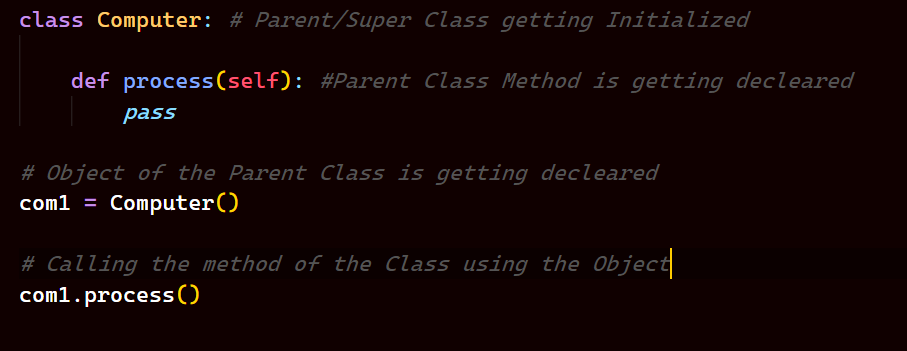 class Computer: # Parent/Super Class getting Initialized
def process(self): #Parent Class Method is getting decleared
pass
# Object of the Parent Class is getting decleared
com1 = Computer()
# Calling the method of the Class using the Object
com1.process()